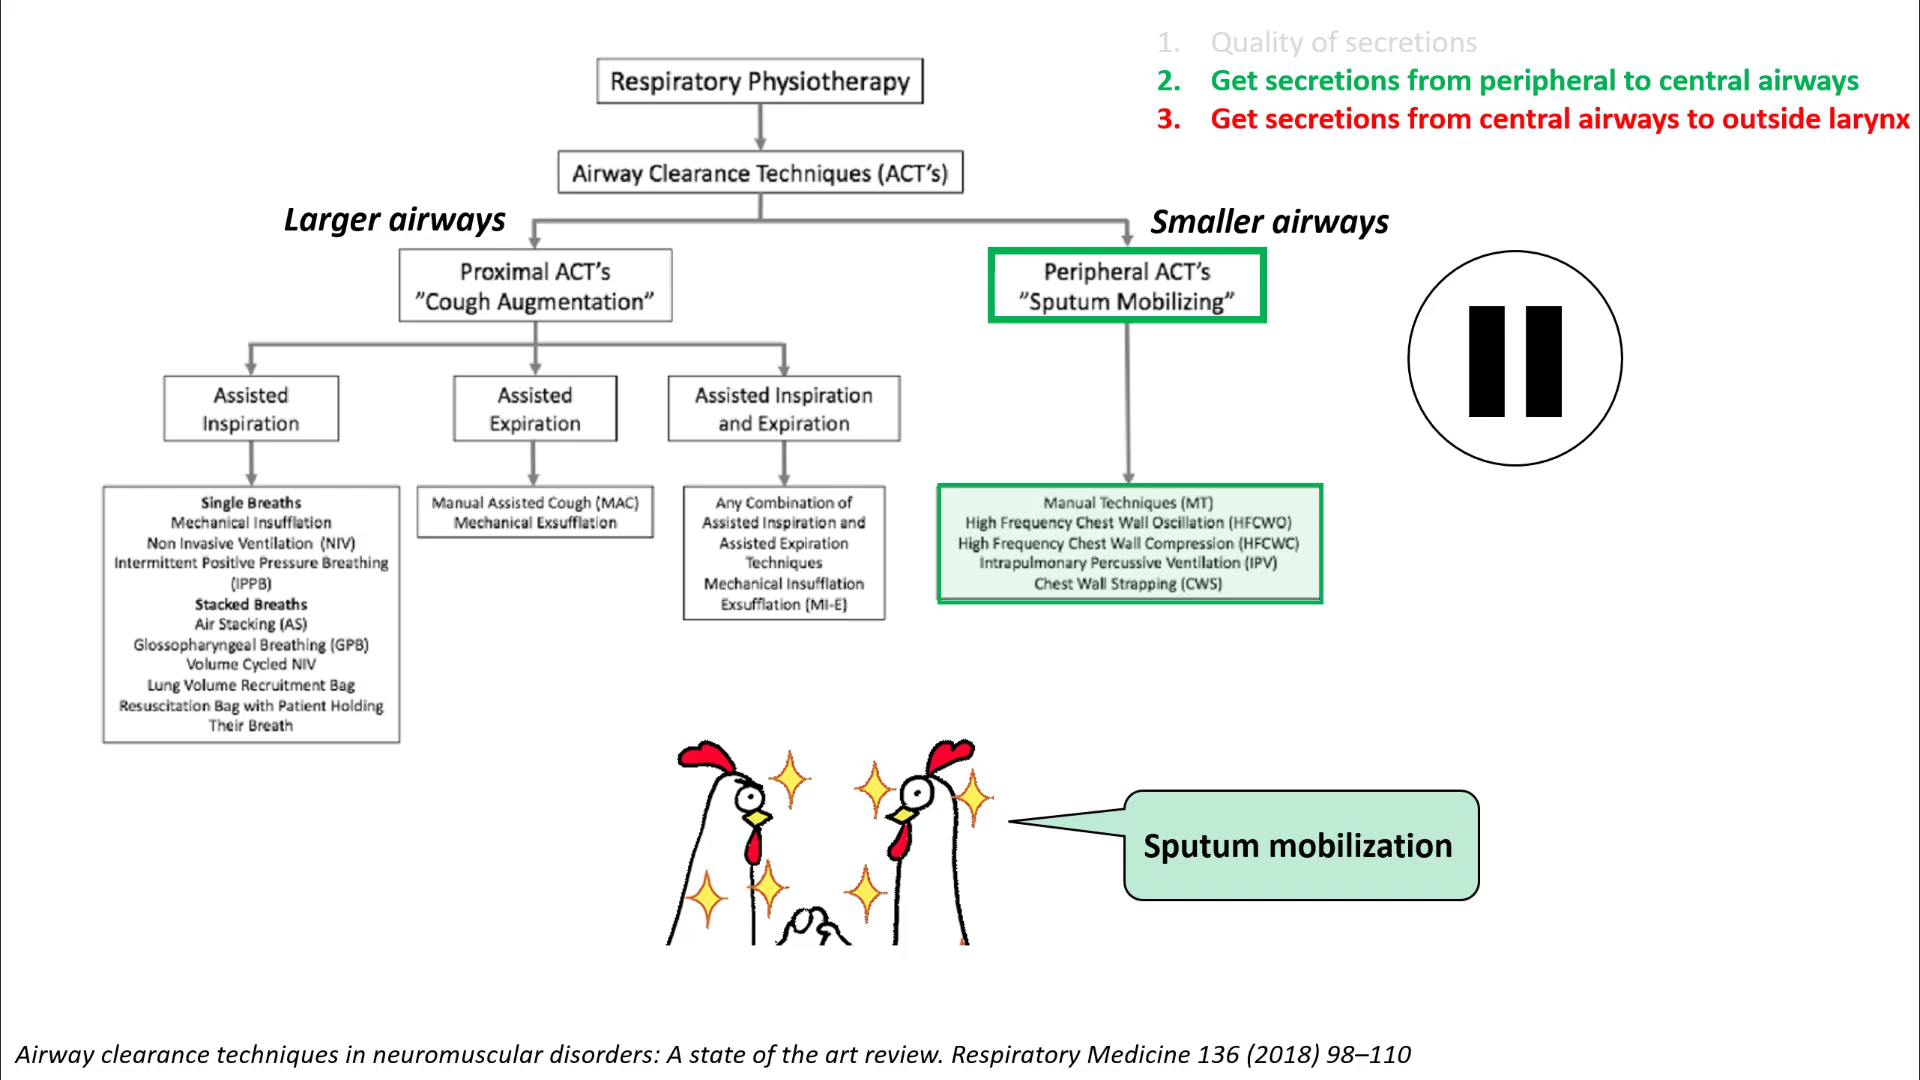 1. Quality of secretions
2. Get secretions from peripheral to central airways
3. Get secretions from central airways to outside larynx
Respiratory Physiotherapy
Airway Clearance Techniques (ACT's)
Larger airways
Smaller airways
Proximal ACT's
"Cough Augmentation"
Peripheral ACT's
"Sputum Mobilizing"
Assisted
Inspiration
Assisted
Expiration
Assisted Inspiration
and Expiration
Single Breaths
Mechanical Insufflation
Non Invasive Ventilation (NIV)
Intermittent Positive Pressure Breathing
(IPPB)
Stacked Breaths
Air Stacking (AS)
Glossopharyngeal Breathing (GPB)
Volume Cycled NIV
Lung Volume Recruitment Bag
Resuscitation Bag with Patient Holding
Their Breath
Manual Assisted Cough (MAC)
Mechanical Exsufflation
Any Combination of
Assisted Inspiration and
Assisted Expiration
Techniques
Mechanical Insufflation
Exsufflation (MI-E)
Manual Techniques (MT)
High Frequency Chest Wall Oscillation (HFCWO)
High Frequency Chest Wall Compression (HFCWC)
Intrapulmonary Percussive Ventilation (IPV)
Chest Wall Strapping (CWS)
Sputum mobilization
Airway clearance techniques in neuromuscular disorders: A state of the art review. Respiratory Medicine 136 (2018) 98–110